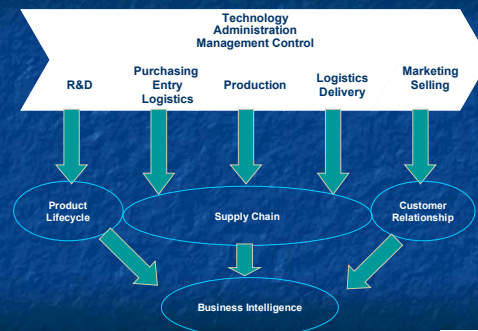 Technology
Administration
Management Control
R&D
Purchasing
Entry
Logistics
Production
Logistics
Delivery
Marketing
Selling
Product
Lifecycle
Supply Chain
Customer
Relationship
Business Intelligence